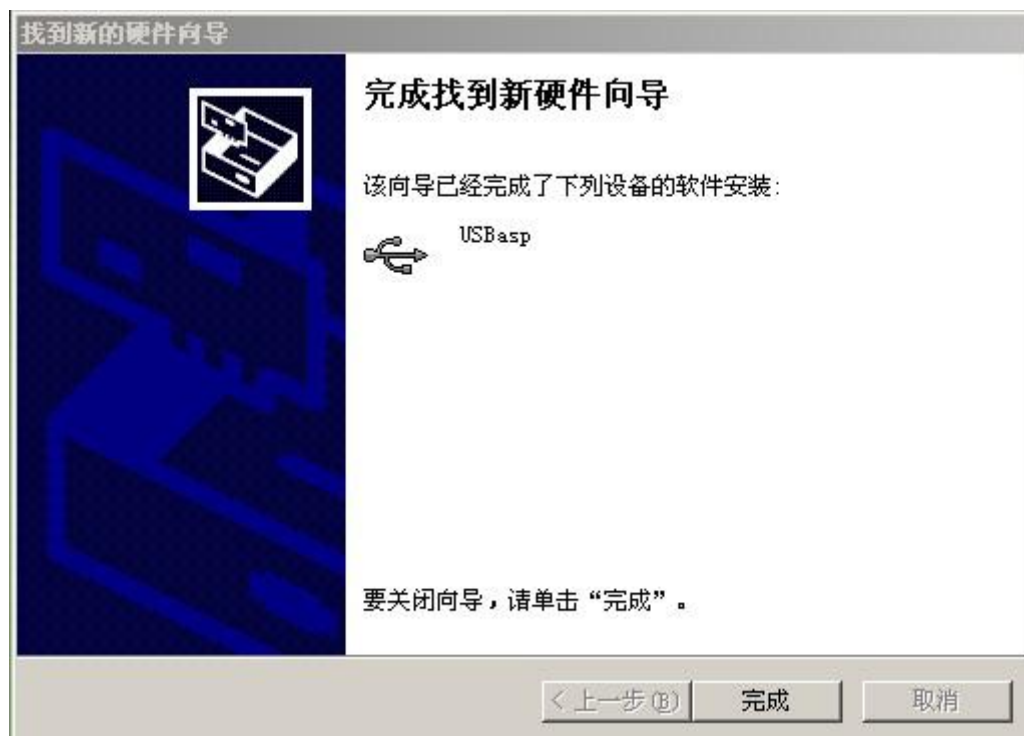 找到新的硬件向导
完成找到新硬件向导
该向导已经完成了下列设备的软件安装:
USBasp
要关闭向导，请单击“完成”。
< 上一步(B)
完成
取消